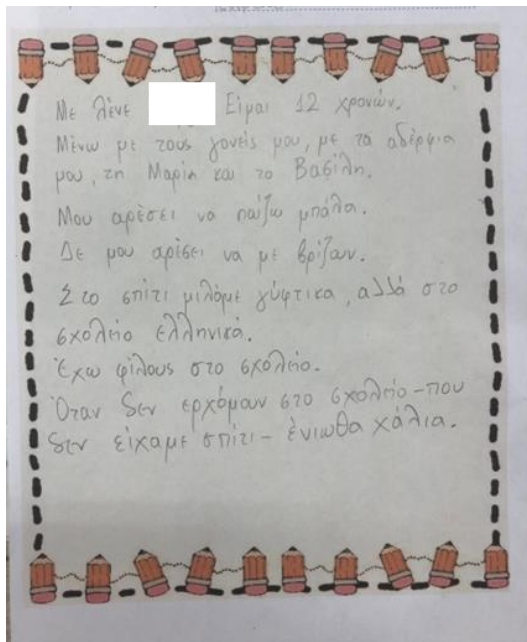 Με λένε Είμαι 12 χρονών.
Μένω με τους γονείς μου, με τα αδέρφια
μου, τη Μαρία και το Βασίλη.
Μου αρέσει να παίζω μπάλα.
Δε μου αρέσει να με βρίζουν.
Στο σπίτι μιλάμε γύφτικα, αλλά στο
σχολείο ελληνικά.
Έχω φίλους στο σχολείο.
Όταν δεν ερχόμουν στο σχολείο-που
δεν είχαμε σπίτι- ένιωθα χάλια.